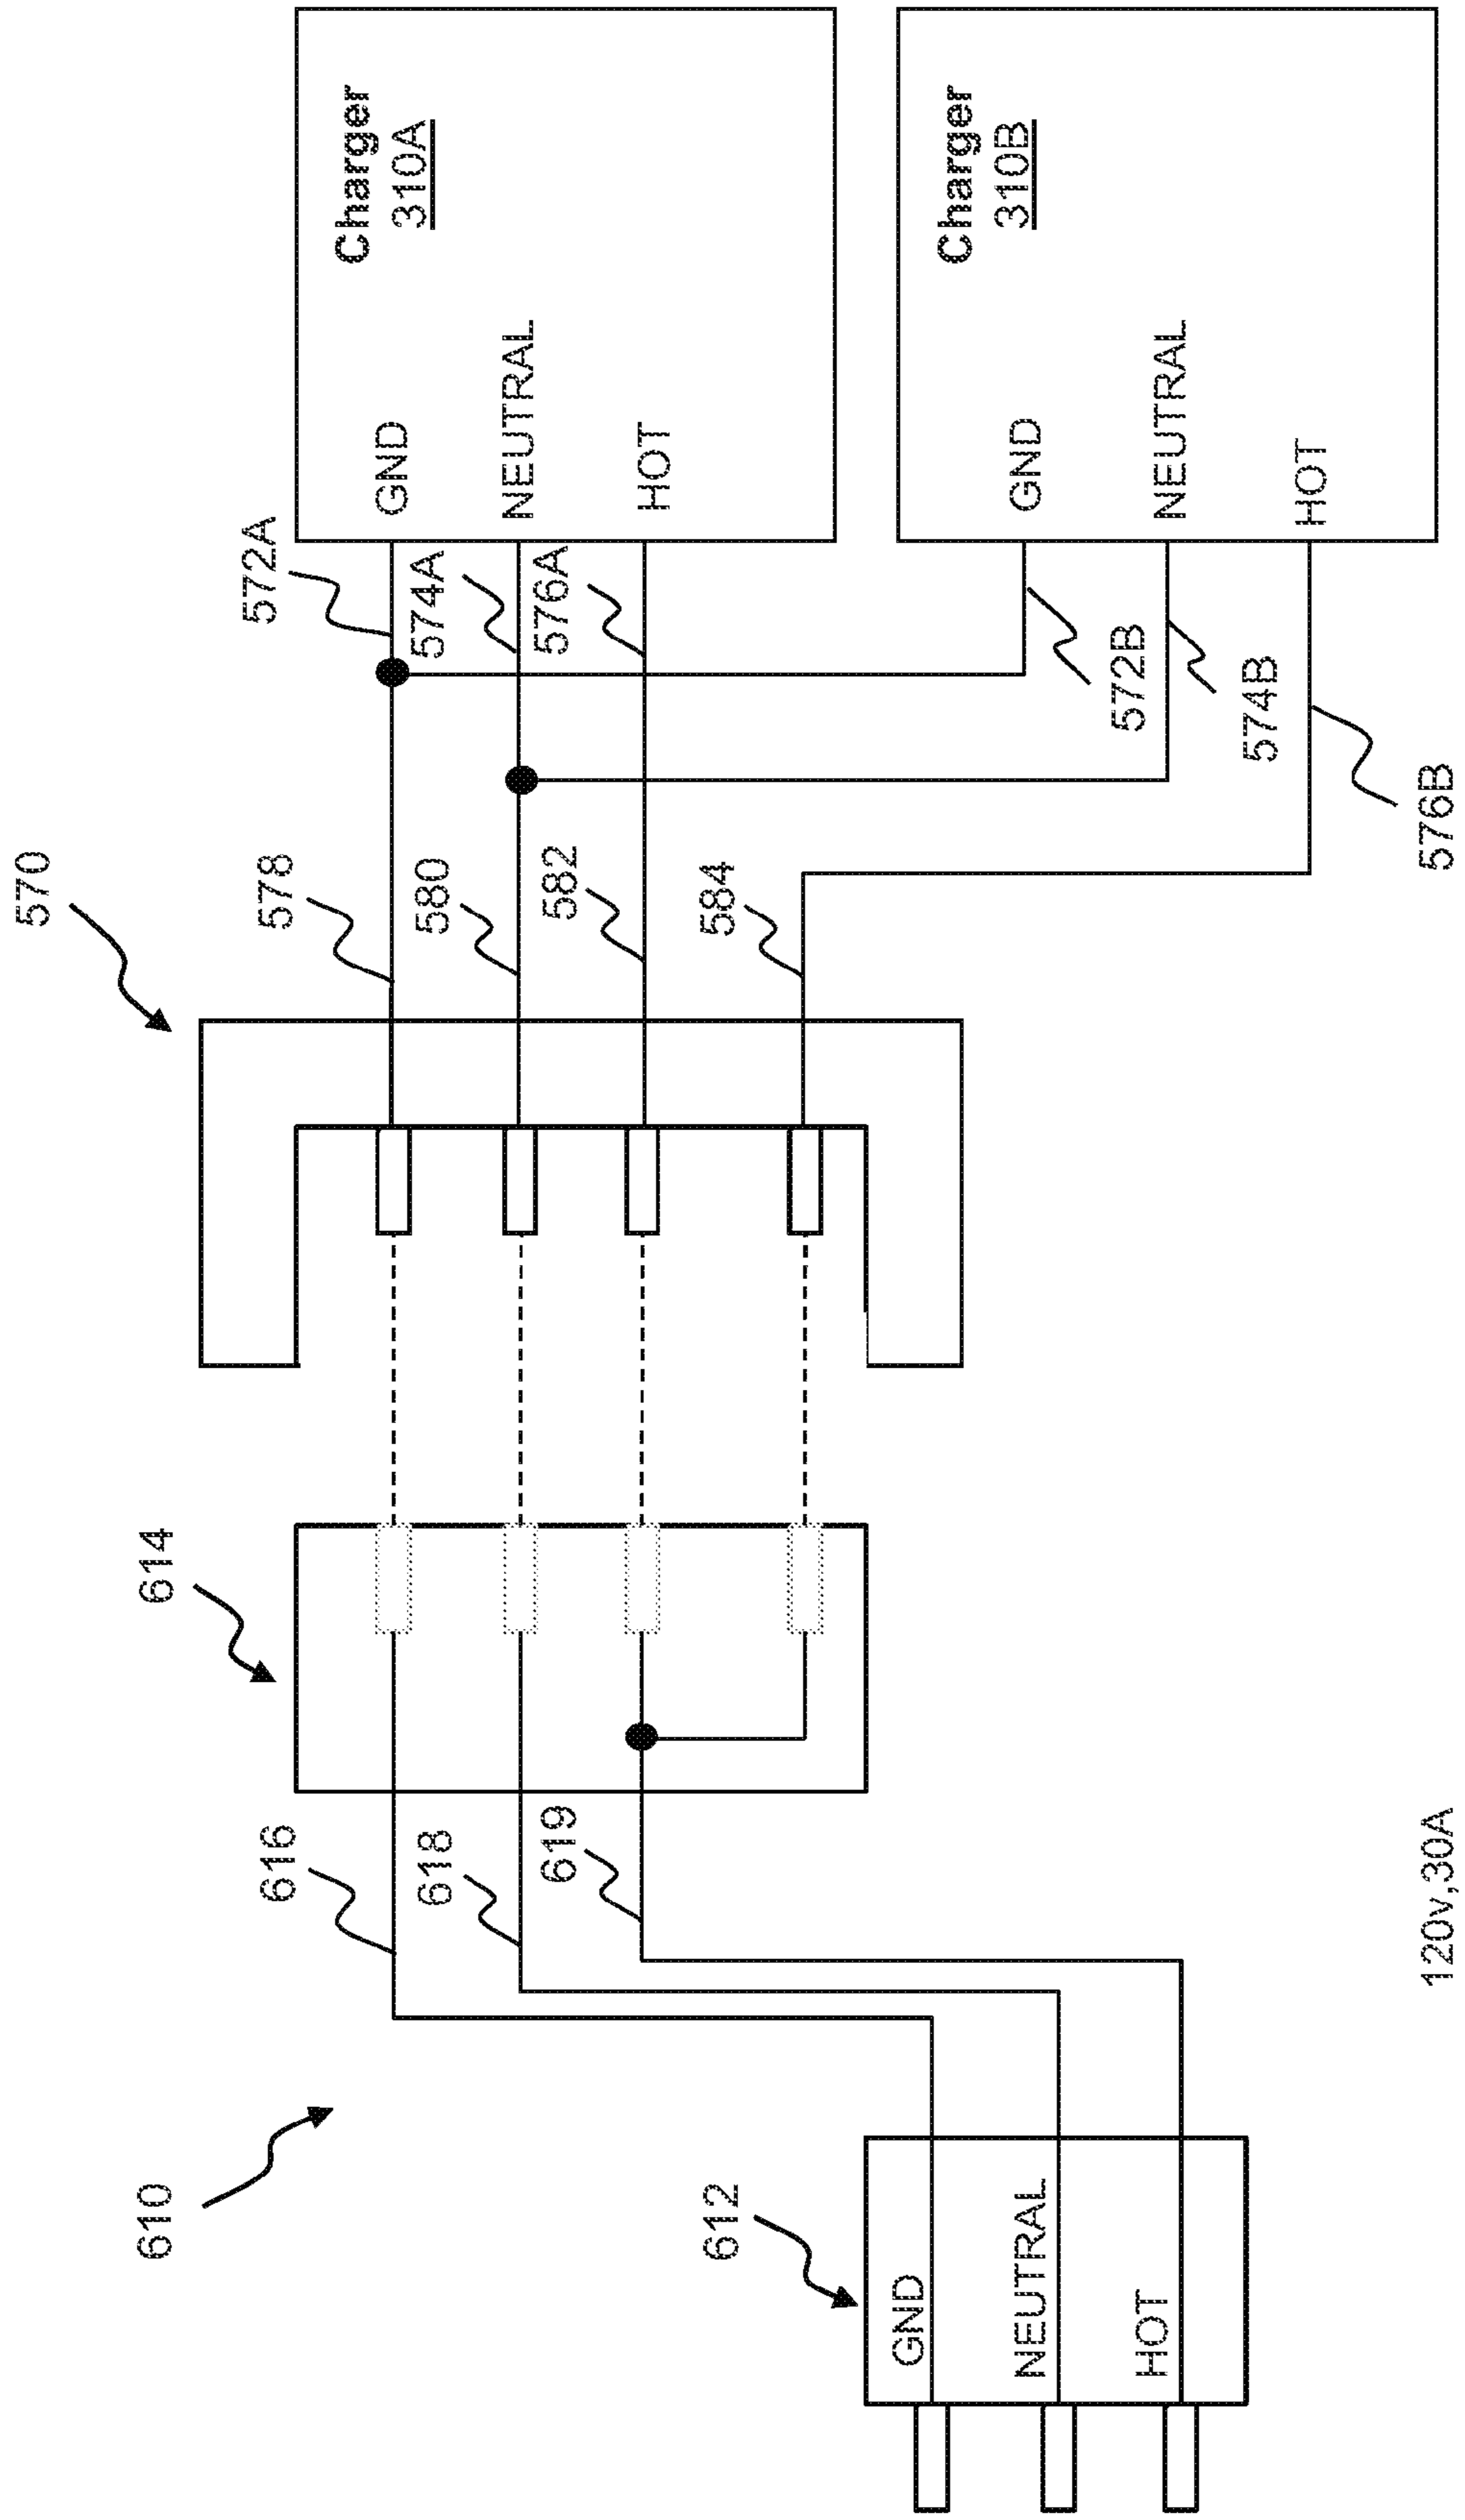 610
612
GND
NEUTRAL
HOT
616
618
619
614
570
578
580
582
584
572A
574A
576A
572B
574B
576B
Charger
310A
GND
NEUTRAL
HOT
Charger
310B
GND
NEUTRAL
HOT
120v,30A